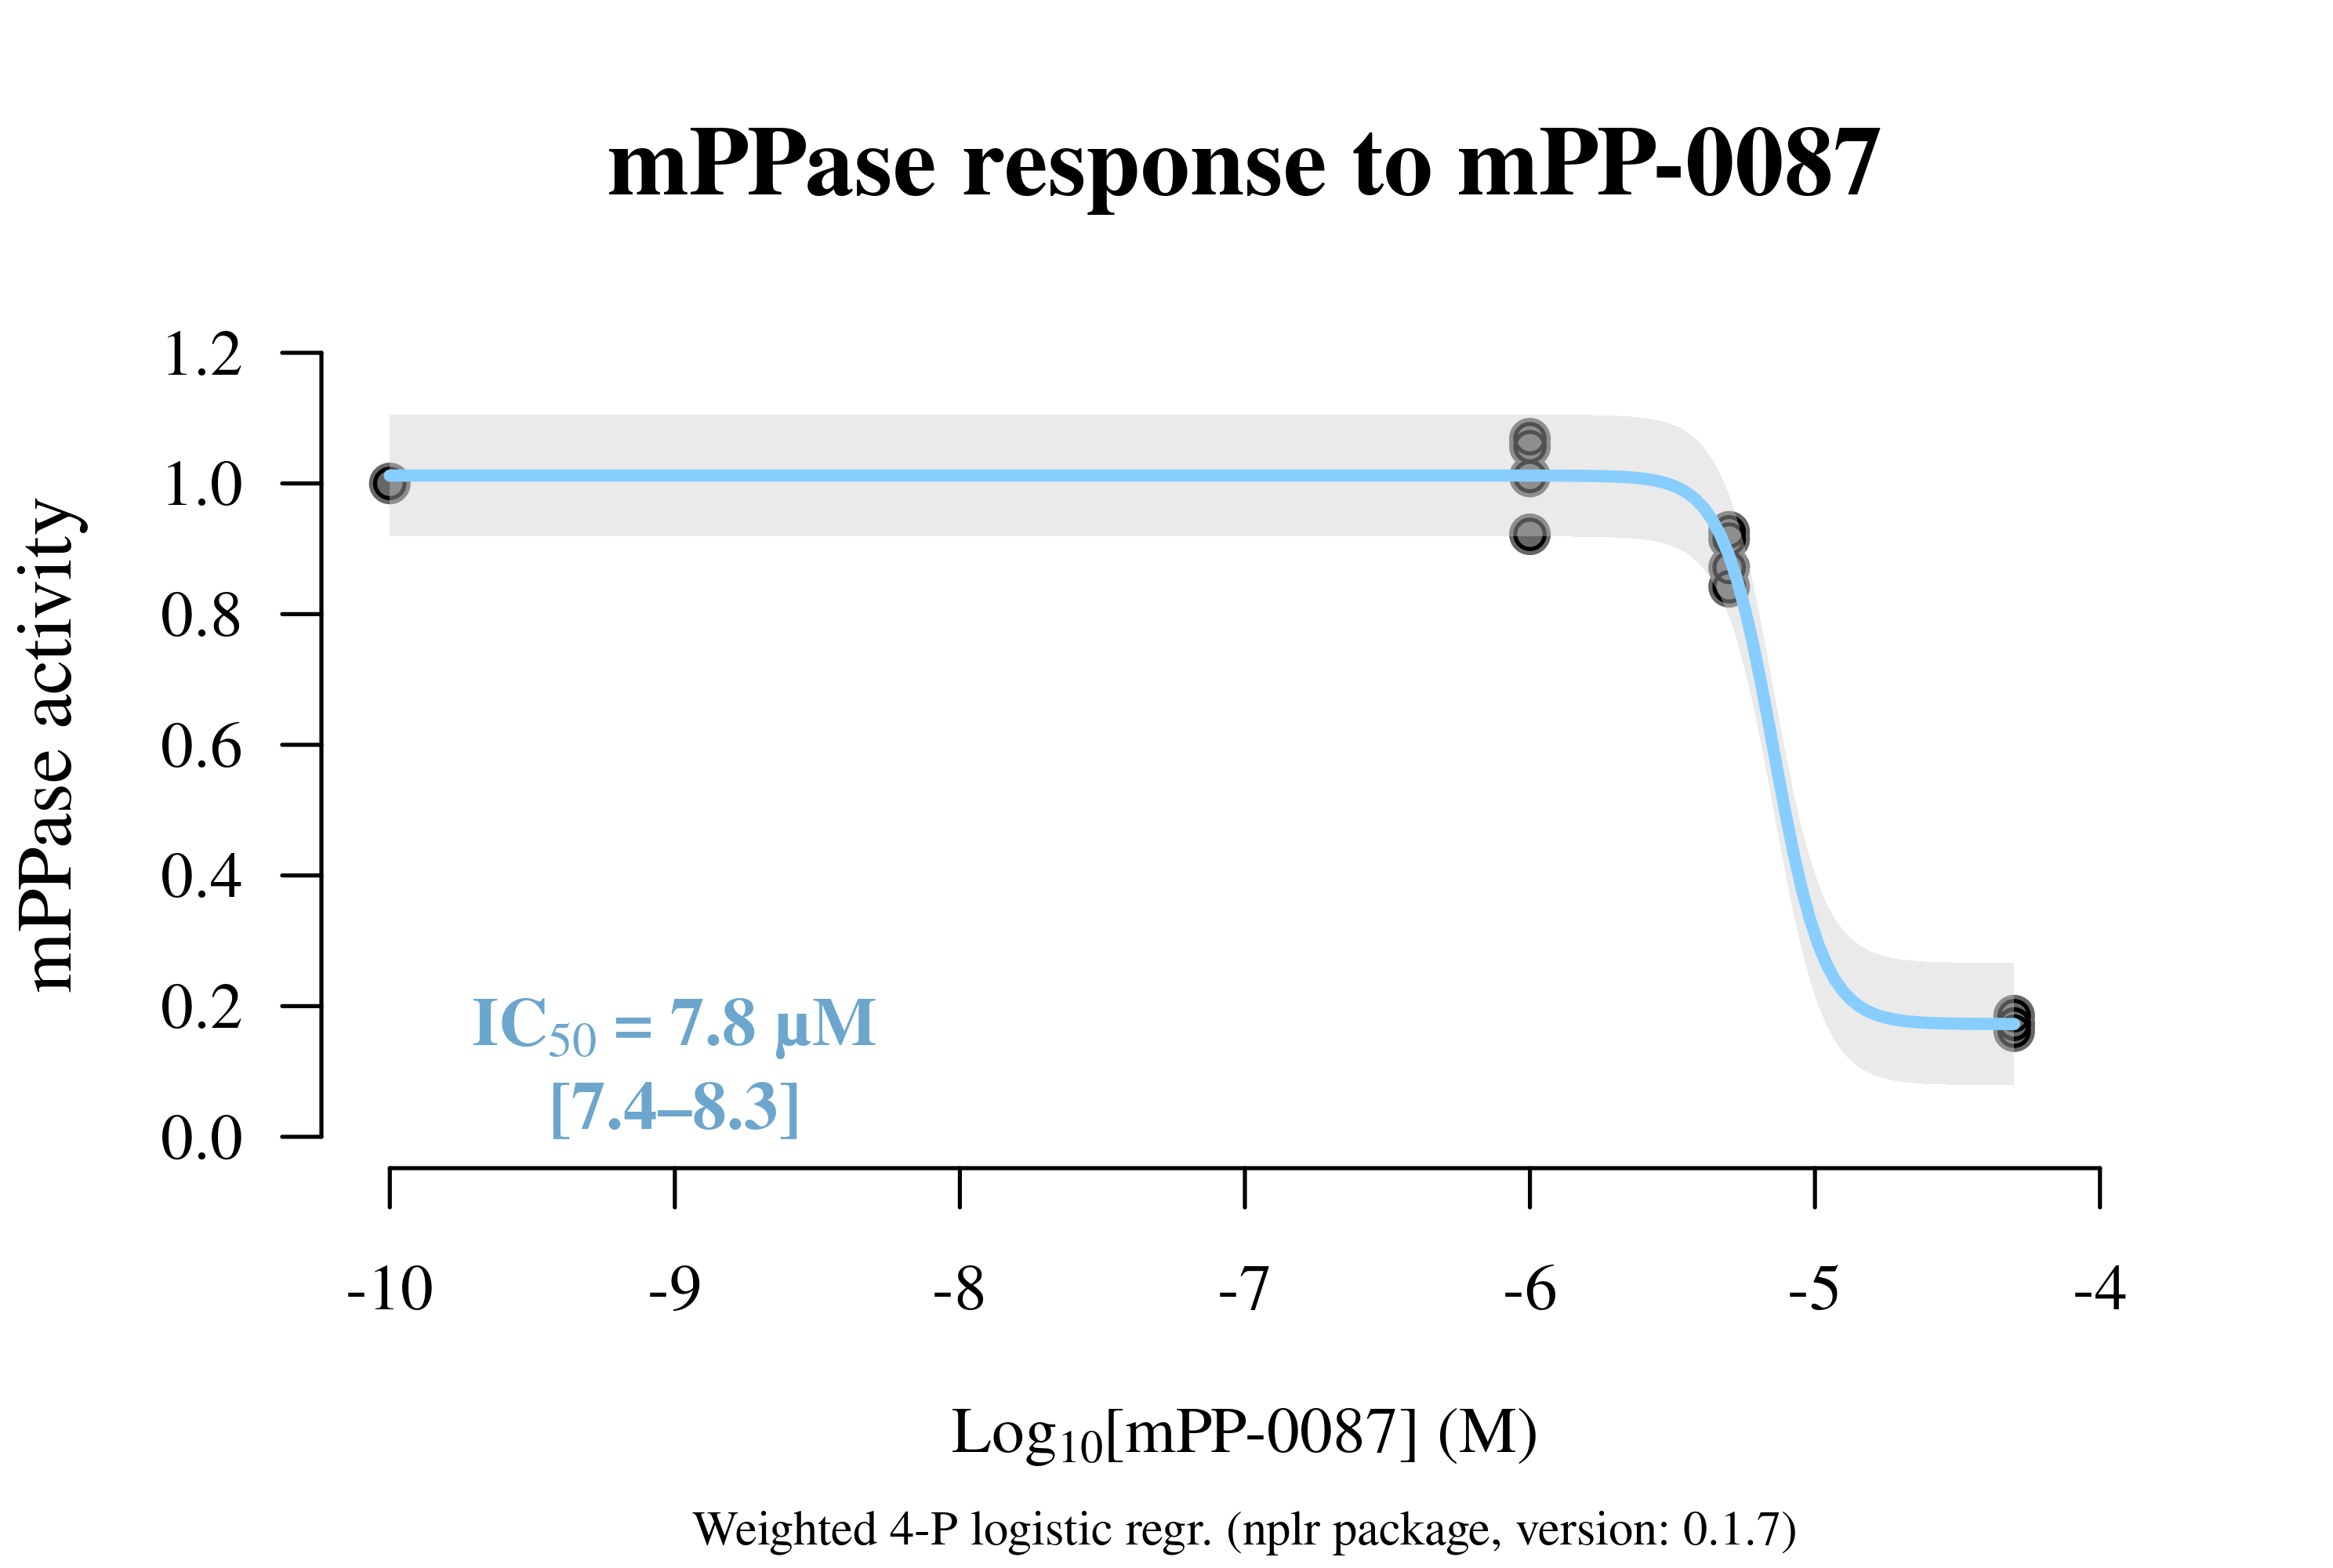 mPPase response to mPP-0087
mPPase activity
1.2
1.0
0.8
0.6
0.4
0.2
0.0
IC50 = 7.8 µM
[7.4–8.3]
-10 -9 -8 -7 -6 -5 -4
Log10[mPP-0087] (M)
Weighted 4-P logistic regr. (nplr package, version: 0.1.7)